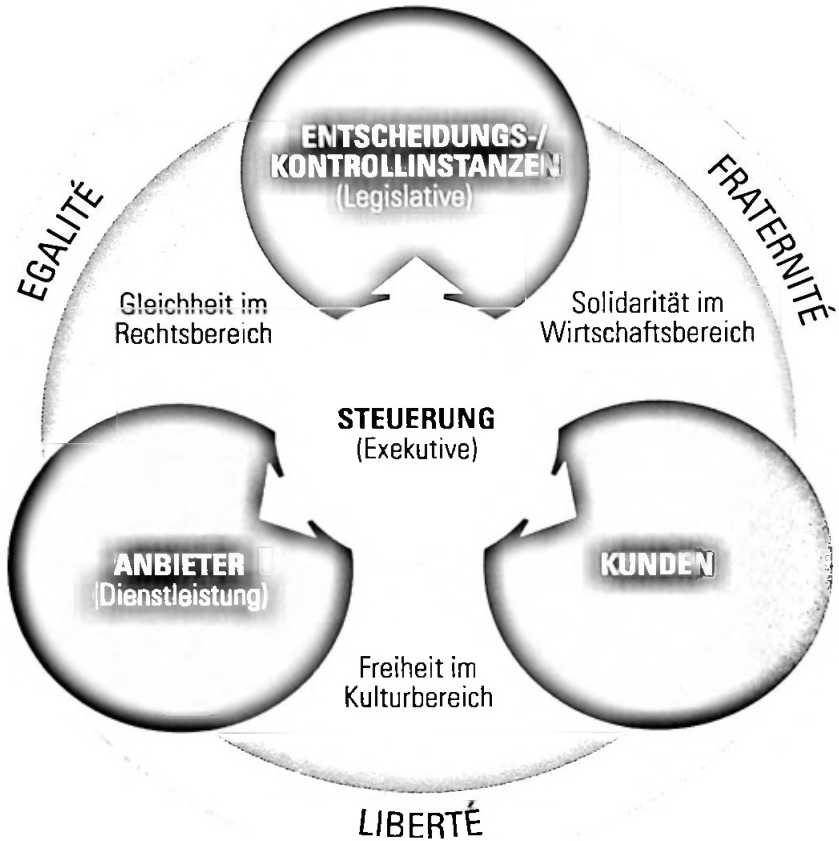 ENTSCHEIDUNGS-/
KONTROLLINSTANZEN
(Legislative)
EGALITÉ
FRATERNITÉ
Gleichheit im
Rechtsbereich
Solidarität im
Wirtschaftsbereich
STEUERUNG
(Exekutive)
ANBIETER
(Dienstleistung)
KUNDEN
Freiheit im
Kulturbereich
LIBERTÉ